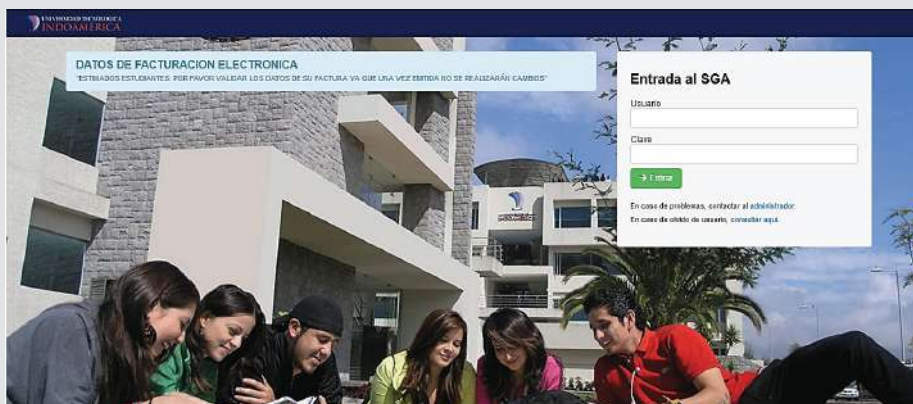 UNIVERSIDAD TECNOLÓGICA
INDOAMÉRICA
DATOS DE FACTURACION ELECTRONICA
"ESTIMADOS ESTUDIANTES: POR FAVOR VALIDAR LOS DATOS DE SU FACTURA YA QUE UNA VEZ EMITIDA NO SE REALIZARÁN CAMBIOS"
Entrada al SGA
Usuario
Clave
Entrar
En caso de problemas, contactar al administrador.
En caso de olvido de usuario, consultar aquí.